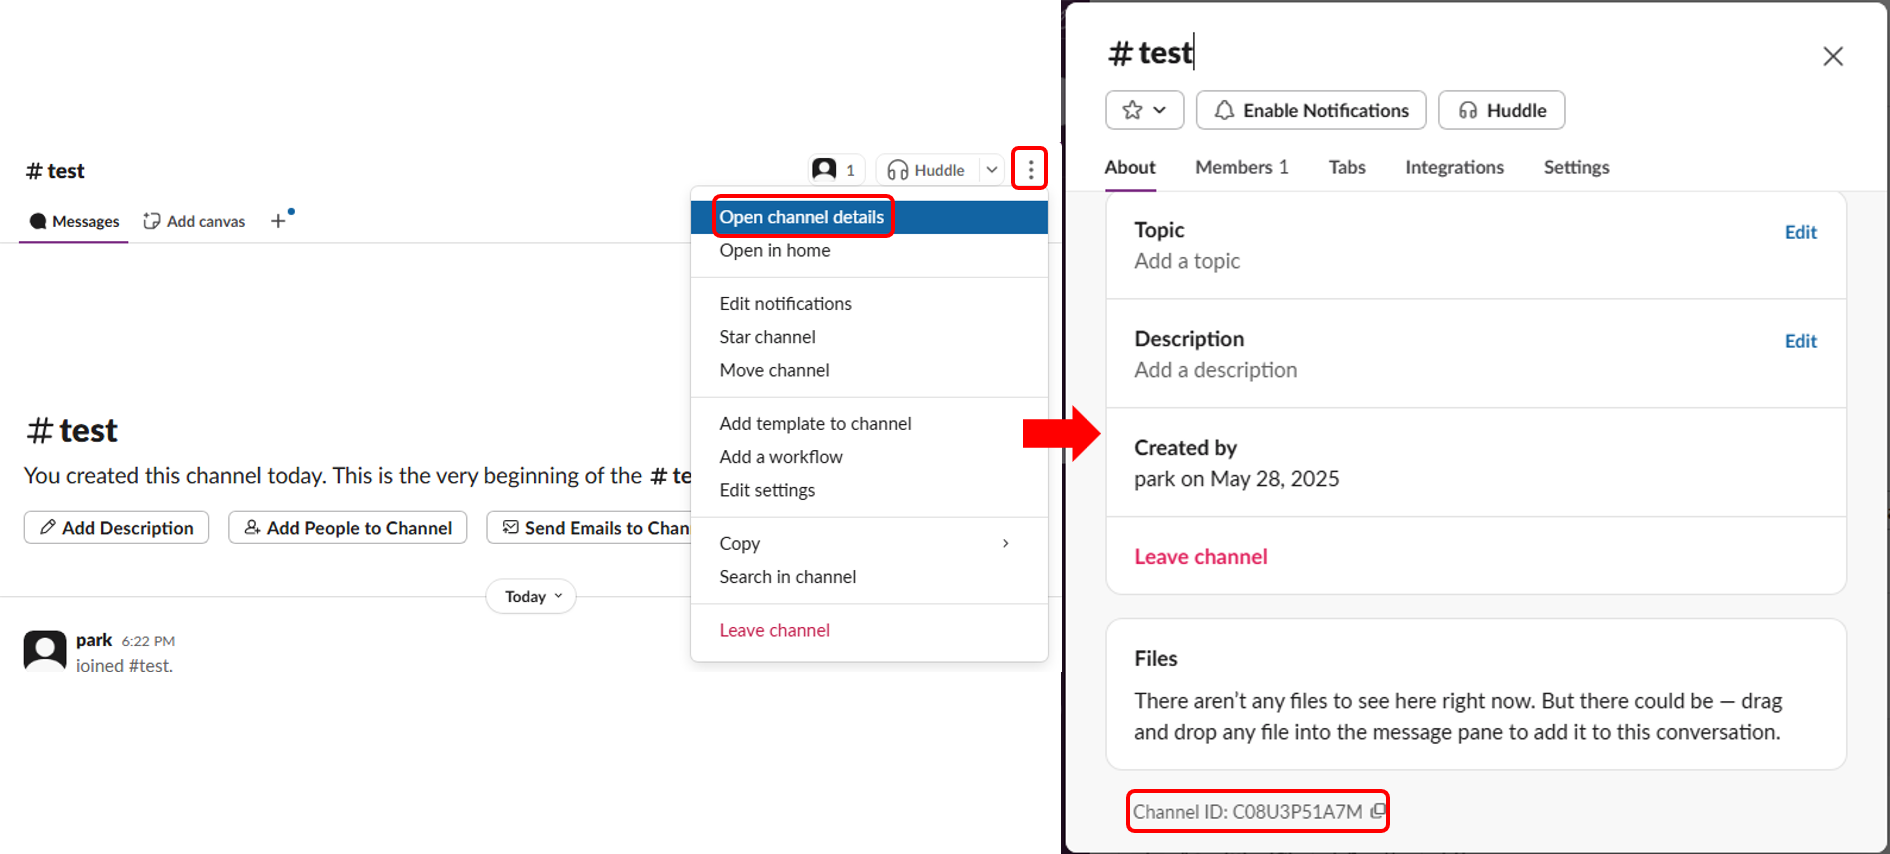 # test
1
Huddle
Messages
Add canvas
+
# test
You created this channel today. This is the very beginning of the # te
Add Description
Add People to Channel
Send Emails to Chan
Today
park 6:22 PM
joined #test.
Open channel details
Open in home
Edit notifications
Star channel
Move channel
Add template to channel
Add a workflow
Edit settings
Copy
Search in channel
Leave channel
# test
Enable Notifications
Huddle
About
Members 1
Tabs
Integrations
Settings
Topic
Edit
Add a topic
Description
Edit
Add a description
Created by
park on May 28, 2025
Leave channel
Files
There aren't any files to see here right now. But there could be — drag
and drop any file into the message pane to add it to this conversation.
Channel ID: C08U3P51A7M